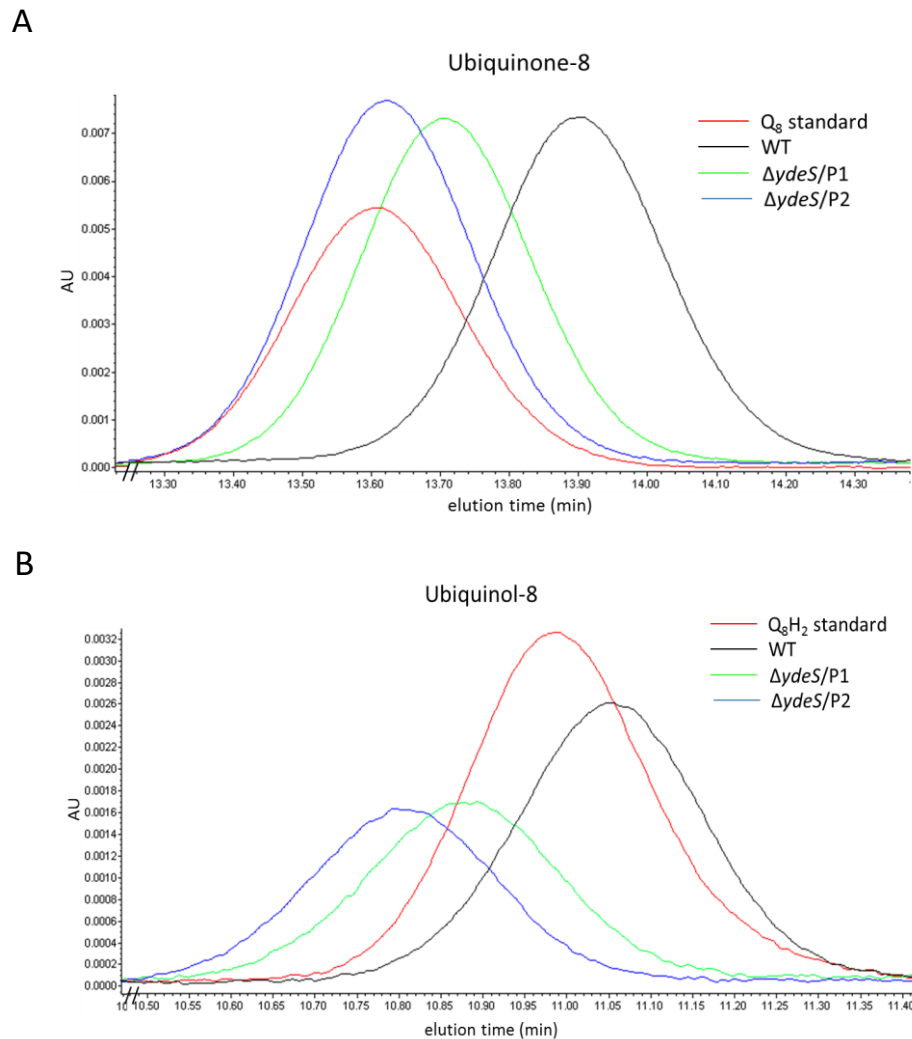 A
Ubiquinone-8
Q₈ standard
WT
ΔydeS/P1
ΔydeS/P2
AU
0.007
0.006
0.005
0.004
0.003
0.002
0.001
0.000
13.30 13.40 13.50 13.60 13.70 13.80 13.90 14.00 14.10 14.20 14.30
elution time (min)
B
Ubiquinol-8
Q₈H₂ standard
WT
ΔydeS/P1
ΔydeS/P2
AU
0.0032
0.0030
0.0028
0.0026
0.0024
0.0022
0.0020
0.0018
0.0016
0.0014
0.0012
0.0010
0.0008
0.0006
0.0004
0.0002
0.0000
10.50 10.55 10.60 10.65 10.70 10.75 10.80 10.85 10.90 10.95 11.00 11.05 11.10 11.15 11.20 11.25 11.30 11.35 11.40
elution time (min)